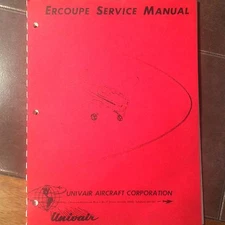 ERCOUPE SERVICE MANUAL
UNIVAIR AIRCRAFT CORPORATION
Univair